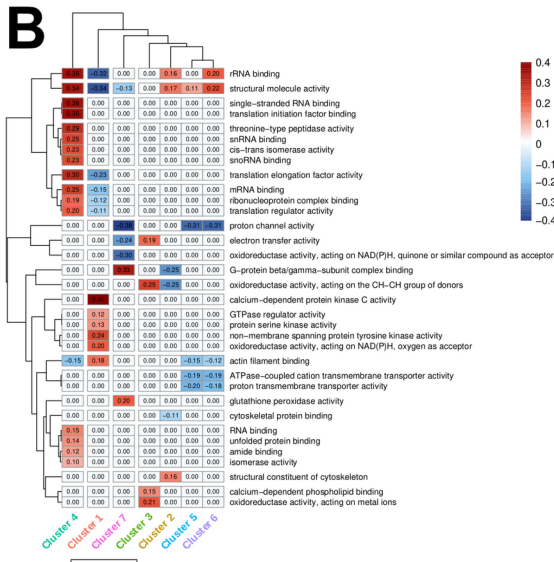 B
0.36 −0.32 0.00 0.00 0.16 0.00 0.20 rRNA binding
0.34 −0.34 −0.13 0.00 0.17 0.11 0.22 structural molecule activity
0.36 0.00 0.00 0.00 0.00 0.00 0.00 single−stranded RNA binding
0.36 0.00 0.00 0.00 0.00 0.00 0.00 translation initiation factor binding
0.29 0.00 0.00 0.00 0.00 0.00 0.00 threonine−type peptidase activity
0.25 0.00 0.00 0.00 0.00 0.00 0.00 snRNA binding
0.23 0.00 0.00 0.00 0.00 0.00 0.00 cis−trans isomerase activity
0.23 0.00 0.00 0.00 0.00 0.00 0.00 snoRNA binding
0.30 −0.23 0.00 0.00 0.00 0.00 0.00 translation elongation factor activity
0.25 −0.15 0.00 0.00 0.00 0.00 0.00 mRNA binding
0.19 −0.12 0.00 0.00 0.00 0.00 0.00 ribonucleoprotein complex binding
0.20 −0.11 0.00 0.00 0.00 0.00 0.00 translation regulator activity
0.00 0.00 −0.38 0.00 0.00 −0.31 −0.31 proton channel activity
0.00 0.00 −0.24 0.19 0.00 0.00 0.00 electron transfer activity
0.00 0.00 −0.30 0.00 0.00 0.00 0.00 oxidoreductase activity, acting on NAD(P)H, quinone or similar compound as acceptor
0.00 0.00 0.33 0.00 −0.25 0.00 0.00 G−protein beta/gamma−subunit complex binding
0.00 0.00 0.00 0.25 −0.25 0.00 0.00 oxidoreductase activity, acting on the CH−CH group of donors
0.00 0.00 0.00 0.00 0.00 0.00 calcium−dependent protein kinase C activity
0.00 0.12 0.00 0.00 0.00 0.00 0.00 GTPase regulator activity
0.00 0.13 0.00 0.00 0.00 0.00 0.00 protein serine kinase activity
0.00 0.24 0.00 0.00 0.00 0.00 0.00 non−membrane spanning protein tyrosine kinase activity
0.00 0.20 0.00 0.00 0.00 0.00 0.00 oxidoreductase activity, acting on NAD(P)H, oxygen as acceptor
−0.15 0.18 0.00 0.00 0.00 −0.15 −0.12 actin filament binding
0.00 0.00 0.00 0.00 0.00 −0.19 −0.19 ATPase−coupled cation transmembrane transporter activity
0.00 0.00 0.00 0.00 0.00 −0.20 −0.18 proton transmembrane transporter activity
0.00 0.00 0.20 0.00 0.00 0.00 0.00 glutathione peroxidase activity
0.00 0.00 0.00 0.00 −0.11 0.00 0.00 cytoskeletal protein binding
0.15 0.00 0.00 0.00 0.00 0.00 0.00 RNA binding
0.14 0.00 0.00 0.00 0.00 0.00 0.00 unfolded protein binding
0.12 0.00 0.00 0.00 0.00 0.00 0.00 amide binding
0.10 0.00 0.00 0.00 0.00 0.00 0.00 isomerase activity
0.00 0.00 0.00 0.00 0.16 0.00 0.00 structural constituent of cytoskeleton
0.00 0.00 0.00 0.15 0.00 0.00 0.00 calcium−dependent phospholipid binding
0.00 0.00 0.00 0.21 0.00 0.00 0.00 oxidoreductase activity, acting on metal ions
Cluster 4 Cluster 1 Cluster 7 Cluster 3 Cluster 2 Cluster 5 Cluster 6
0.4
0.3
0.2
0.1
0
−0.1
−0.2
−0.3
−0.4